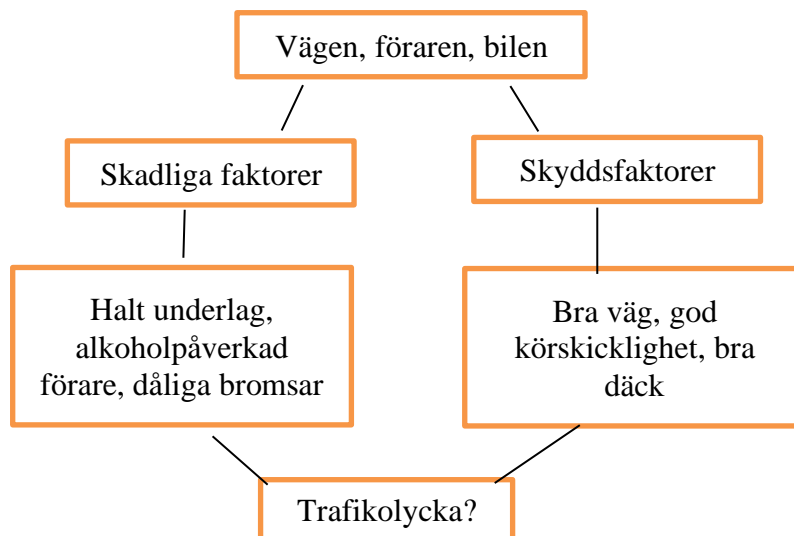 Vägen, föraren, bilen
Skadliga faktorer
Skyddsfaktorer
Halt underlag,
alkoholpåverkad
förare, dåliga bromsar
Bra väg, god
körskicklighet, bra
däck
Trafikolycka?